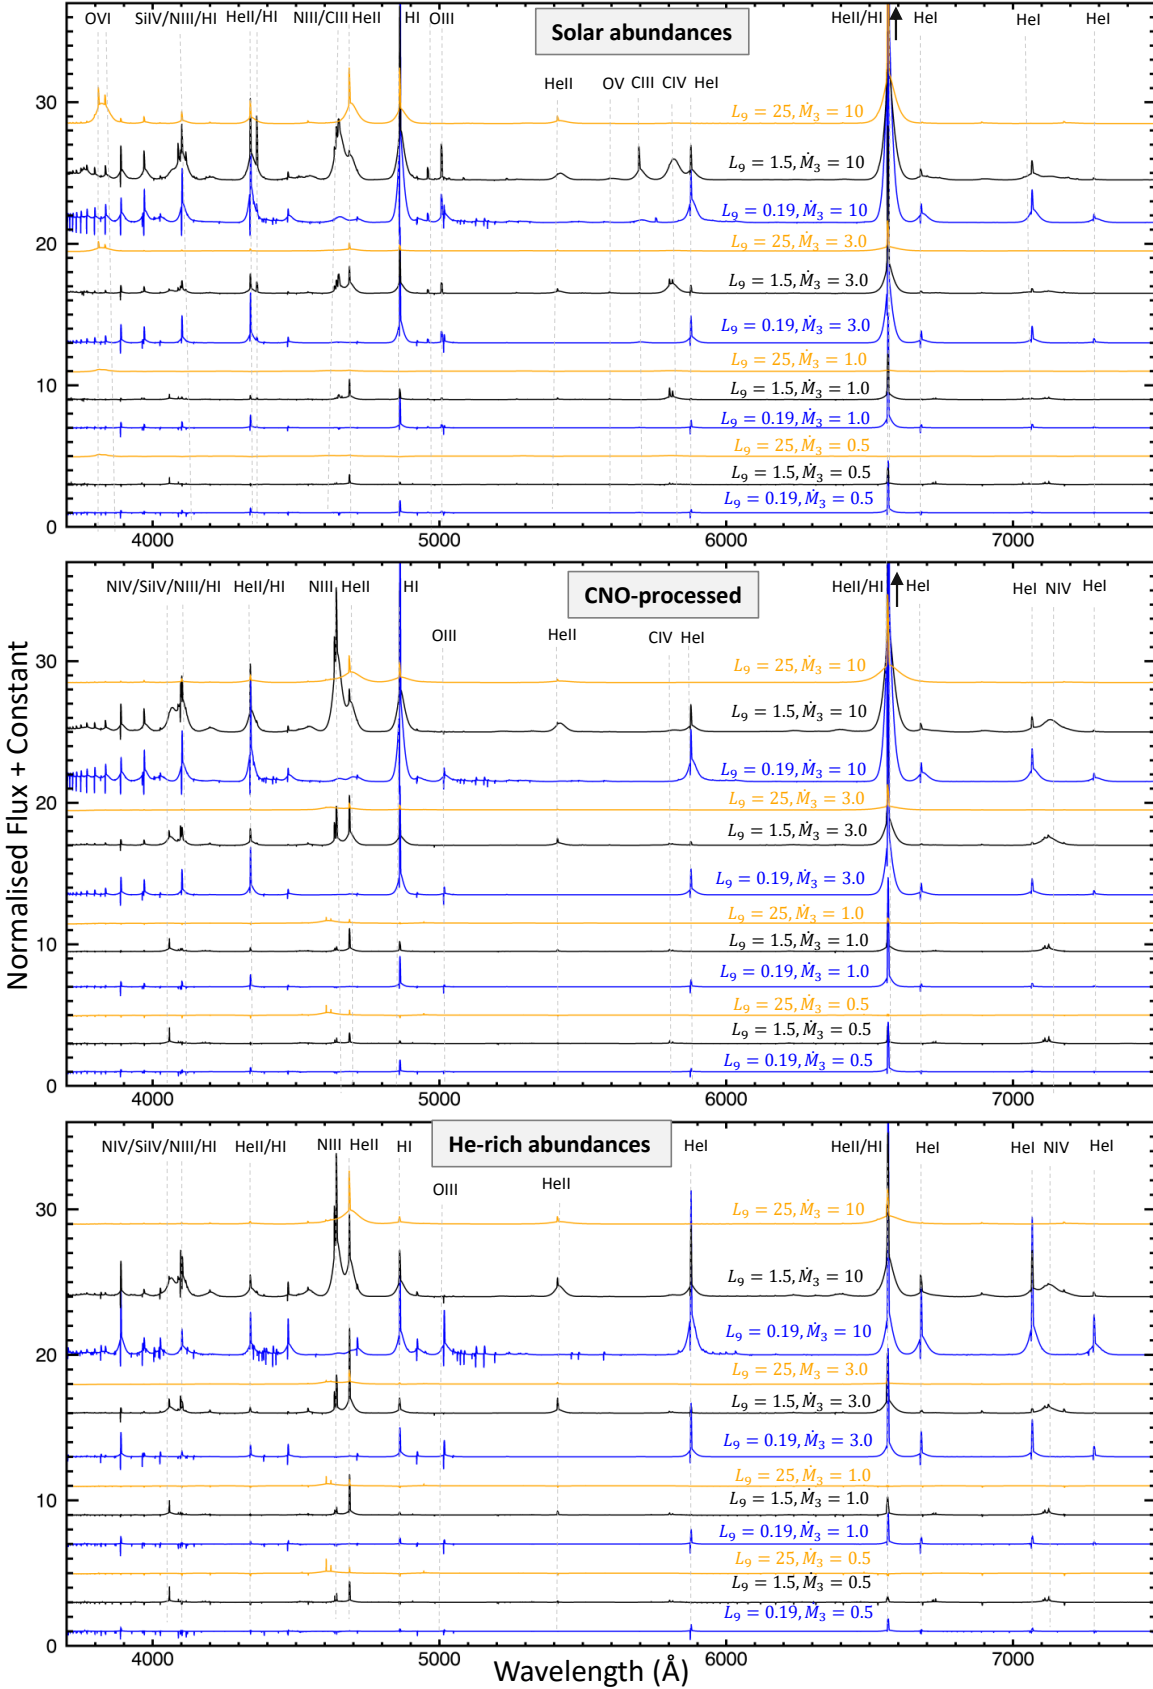 OVI SiIV/NIII/HI HeII/HI NIII/CIII HeII HI OIII HeII/HI HeI HeI HeI
Solar abundances
HeII OV CIII CIV HeI
30
L₉ = 25, Ṁ₃ = 10
L₉ = 1.5, Ṁ₃ = 10
L₉ = 0.19, Ṁ₃ = 10
20
L₉ = 25, Ṁ₃ = 3.0
L₉ = 1.5, Ṁ₃ = 3.0
L₉ = 0.19, Ṁ₃ = 3.0
L₉ = 25, Ṁ₃ = 1.0
10
L₉ = 1.5, Ṁ₃ = 1.0
L₉ = 0.19, Ṁ₃ = 1.0
L₉ = 25, Ṁ₃ = 0.5
L₉ = 1.5, Ṁ₃ = 0.5
L₉ = 0.19, Ṁ₃ = 0.5
0
4000 5000 6000 7000
NIV/SiIV/NIII/HI HeII/HI NIII HeII HI HeII/HI HeI HeI NIV HeI
CNO-processed
OIII HeII CIV HeI
30
L₉ = 25, Ṁ₃ = 10
L₉ = 1.5, Ṁ₃ = 10
L₉ = 0.19, Ṁ₃ = 10
20
L₉ = 25, Ṁ₃ = 3.0
L₉ = 1.5, Ṁ₃ = 3.0
L₉ = 0.19, Ṁ₃ = 3.0
L₉ = 25, Ṁ₃ = 1.0
10
L₉ = 1.5, Ṁ₃ = 1.0
L₉ = 0.19, Ṁ₃ = 1.0
L₉ = 25, Ṁ₃ = 0.5
L₉ = 1.5, Ṁ₃ = 0.5
L₉ = 0.19, Ṁ₃ = 0.5
0
4000 5000 6000 7000
Normalised Flux + Constant
NIV/SiIV/NIII/HI HeII/HI NIII HeII HI HeI HeII/HI HeI HeI NIV HeI
He-rich abundances
OIII HeII
30
L₉ = 25, Ṁ₃ = 10
L₉ = 1.5, Ṁ₃ = 10
L₉ = 0.19, Ṁ₃ = 10
20
L₉ = 25, Ṁ₃ = 3.0
L₉ = 1.5, Ṁ₃ = 3.0
L₉ = 0.19, Ṁ₃ = 3.0
L₉ = 25, Ṁ₃ = 1.0
10
L₉ = 1.5, Ṁ₃ = 1.0
L₉ = 0.19, Ṁ₃ = 1.0
L₉ = 25, Ṁ₃ = 0.5
L₉ = 1.5, Ṁ₃ = 0.5
L₉ = 0.19, Ṁ₃ = 0.5
0
4000 5000 6000 7000
Wavelength (Å)